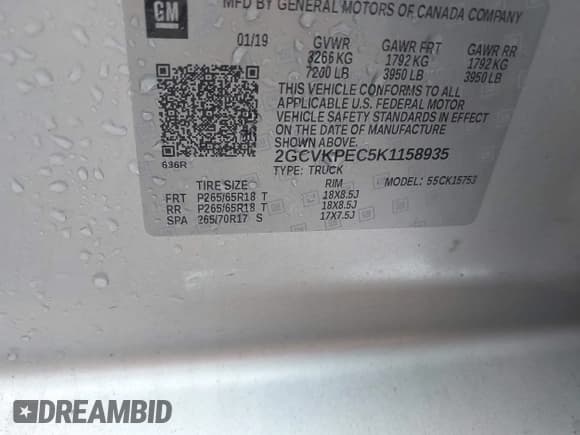 GM
MFD BY GENERAL MOTORS OF CANADA COMPANY
01/19 GVWR GAWR FRT GAWR RR
3266 KG 1792 KG 1792 KG
7200 LB 3950 LB 3950 LB
THIS VEHICLE CONFORMS TO ALL
APPLICABLE U.S. FEDERAL MOTOR
VEHICLE SAFETY STANDARDS IN EFFECT
ON THE DATE OF MANUFACTURE
SHOWN ABOVE.
2GCVKPEC5K1158935
TYPE: TRUCK MODEL: 55CK15753
636R
TIRE SIZE RIM
FRT P265/65R18 T 18X8.5J
RR P265/65R18 T 18X8.5J
SPA 265/70R17 S 17X7.5J
DREAMBID